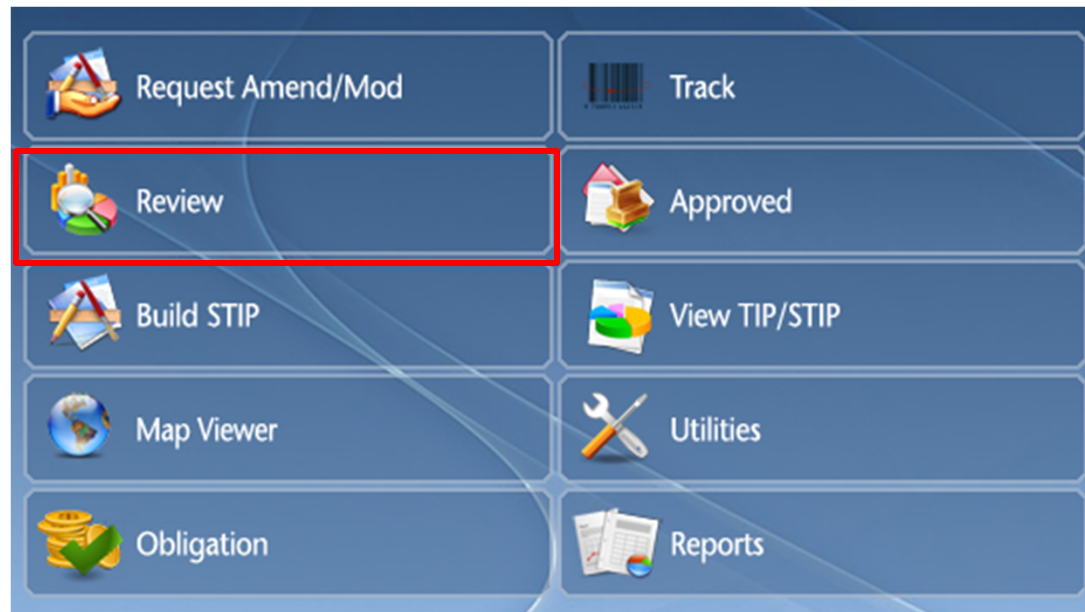 Request Amend/Mod
Track
Review
Approved
Build STIP
View TIP/STIP
Map Viewer
Utilities
Obligation
Reports